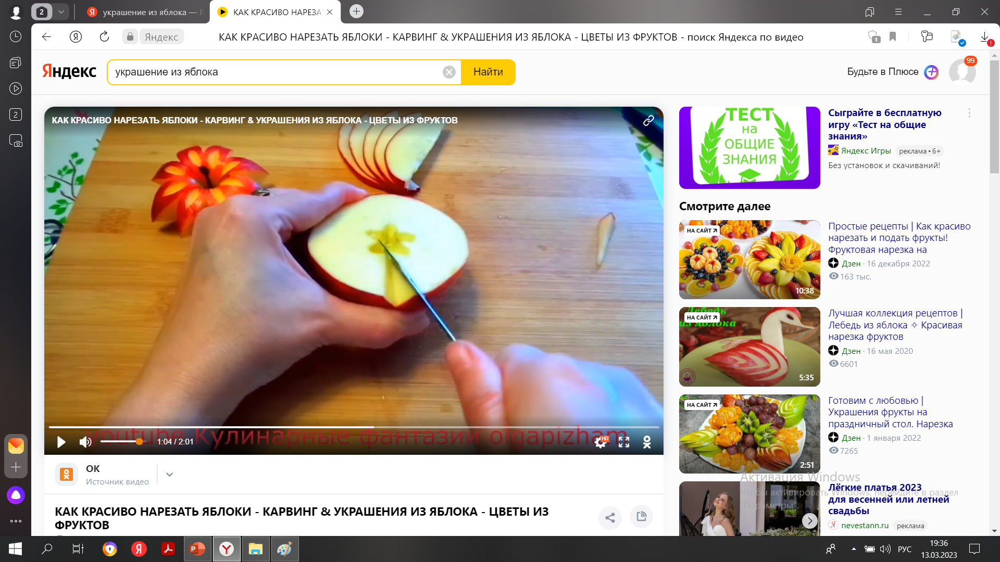 2
украшение из яблока — Я
КАК КРАСИВО НАРЕЗА
Яндекс
КАК КРАСИВО НАРЕЗАТЬ ЯБЛОКИ - КАРВИНГ & УКРАШЕНИЯ ИЗ ЯБЛОКА - ЦВЕТЫ ИЗ ФРУКТОВ - поиск Яндекса по видео
1
2
Яндекс
украшение из яблока
Найти
Будьте в Плюсе
99
КАК КРАСИВО НАРЕЗАТЬ ЯБЛОКИ - КАРВИНГ & УКРАШЕНИЯ ИЗ ЯБЛОКА - ЦВЕТЫ ИЗ ФРУКТОВ
youtube Кулинарные фантазии olgapizham
1:04 / 2:01
HD
ОК
Источник видео
КАК КРАСИВО НАРЕЗАТЬ ЯБЛОКИ - КАРВИНГ & УКРАШЕНИЯ ИЗ ЯБЛОКА - ЦВЕТЫ ИЗ
ФРУКТОВ
ТЕСТ
на
ОБЩИЕ
ЗНАНИЯ
Сыграйте в бесплатную
игру «Тест на общие
знания»
Яндекс Игры реклама • 6+
Без установок и скачиваний!
Смотрите далее
НА САЙТ
10:38
Простые рецепты | Как красиво
нарезать и подать фрукты!
Фруктовая нарезка на
Дзен · 16 декабря 2022
163 тыс.
Лебедь
из яблока
НА САЙТ
5:35
Лучшая коллекция рецептов |
Лебедь из яблока ✧ Красивая
нарезка фруктов
Дзен · 16 мая 2020
6601
НА САЙТ
2:51
Готовим с любовью |
Украшения фрукты на
праздничный стол. Нарезка
Дзен · 1 января 2022
7265
Активация Windows
Чтобы активировать Windows, перейдите в раздел
"Параметры".
Лёгкие платья 2023
для весенней или летней
свадьбы
nevestann.ru реклама
РУС
19:36
13.03.2023